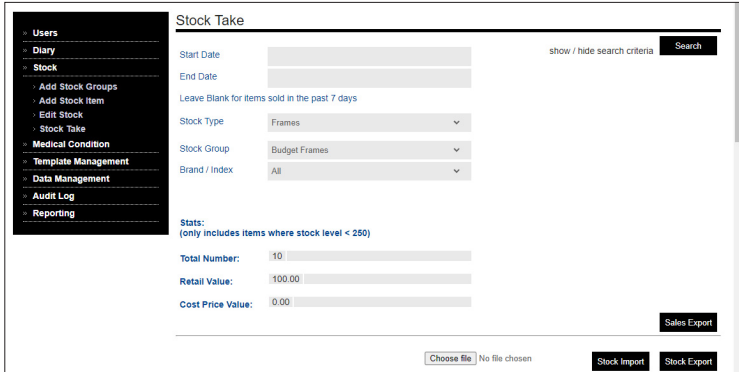 Stock Take
» Users
» Diary
» Stock
› Add Stock Groups
› Add Stock Item
› Edit Stock
› Stock Take
» Medical Condition
» Template Management
» Data Management
» Audit Log
» Reporting
show / hide search criteria Search
Start Date
End Date
Leave Blank for items sold in the past 7 days
Stock Type Frames
Stock Group Budget Frames
Brand / Index All
Stats:
(only includes items where stock level < 250)
Total Number: 10
Retail Value: 100.00
Cost Price Value: 0.00
Sales Export
Choose file No file chosen Stock Import Stock Export